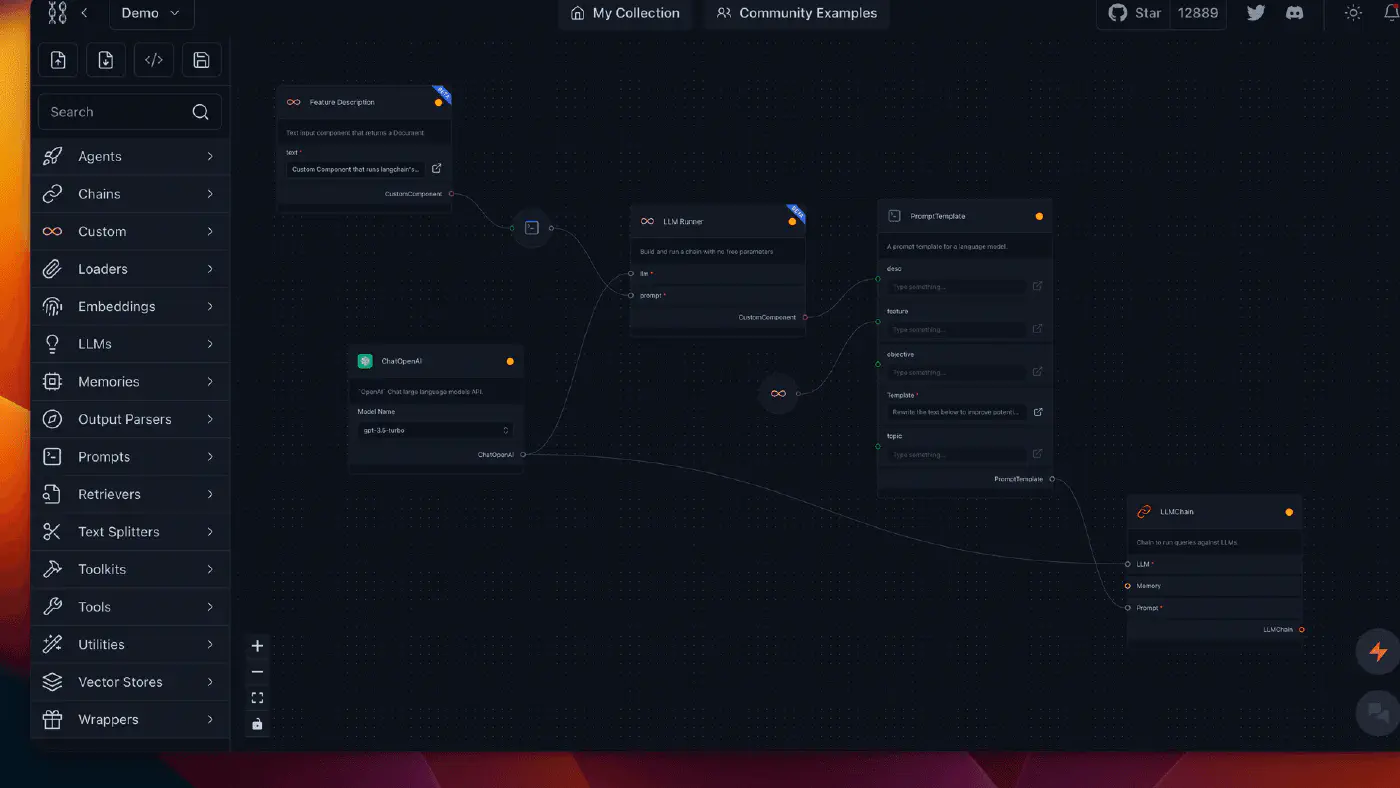 Demo
My Collection
Community Examples
Star 12889
Search
Agents
Chains
Custom
Loaders
Embeddings
LLMs
Memories
Output Parsers
Prompts
Retrievers
Text Splitters
Toolkits
Tools
Utilities
Vector Stores
Wrappers
Feature Description
BETA
Text Input component that returns a Document
text *
Custom Component that runs langchain's...
CustomComponent
LLM Runner
BETA
Build and run a chain with no free parameters
llm *
prompt *
CustomComponent
ChatOpenAI
`OpenAI` Chat large language models API.
Model Name
gpt-3.5-turbo
ChatOpenAI
PromptTemplate
A prompt template for a language model.
desc
Type something...
feature
Type something...
objective
Type something...
Template *
Rewrite the text below to improve potenti...
topic
Type something...
PromptTemplate
LLMChain
Chain to run queries against LLMs.
LLM *
Memory
Prompt *
LLMChain